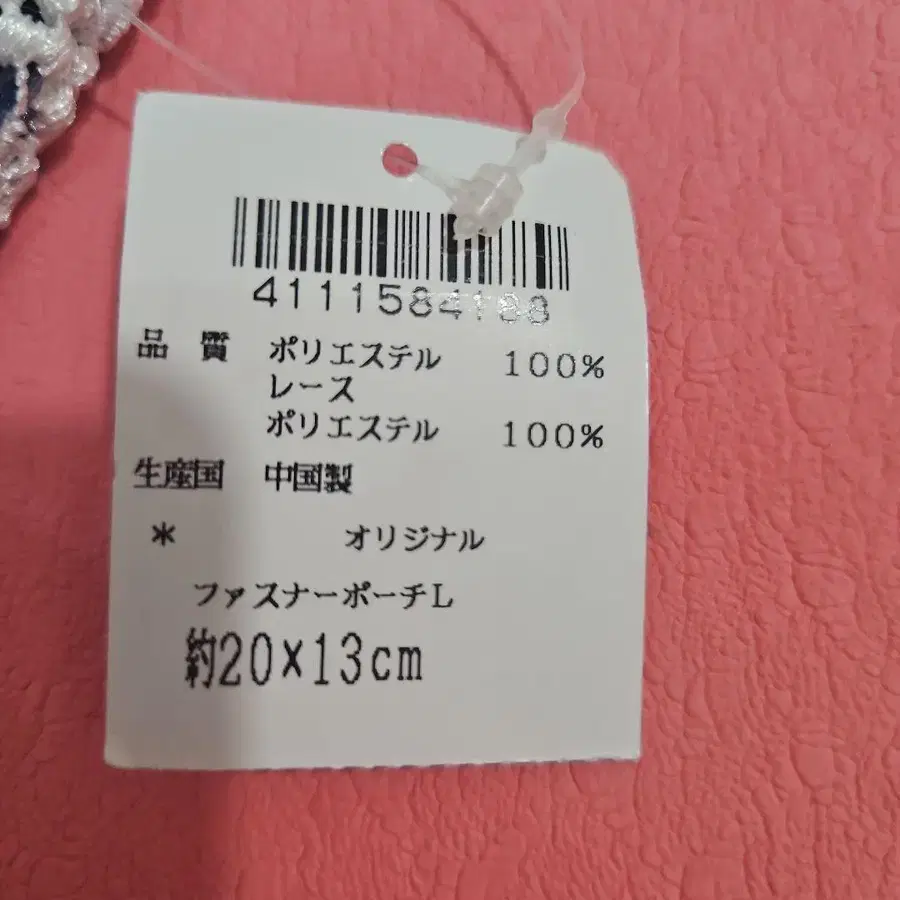 4111584188
品 質 ポリエステル 100%
レース
ポリエステル 100%
生産国 中国製
* オリジナル
ファスナーポーチL
約20×13cm